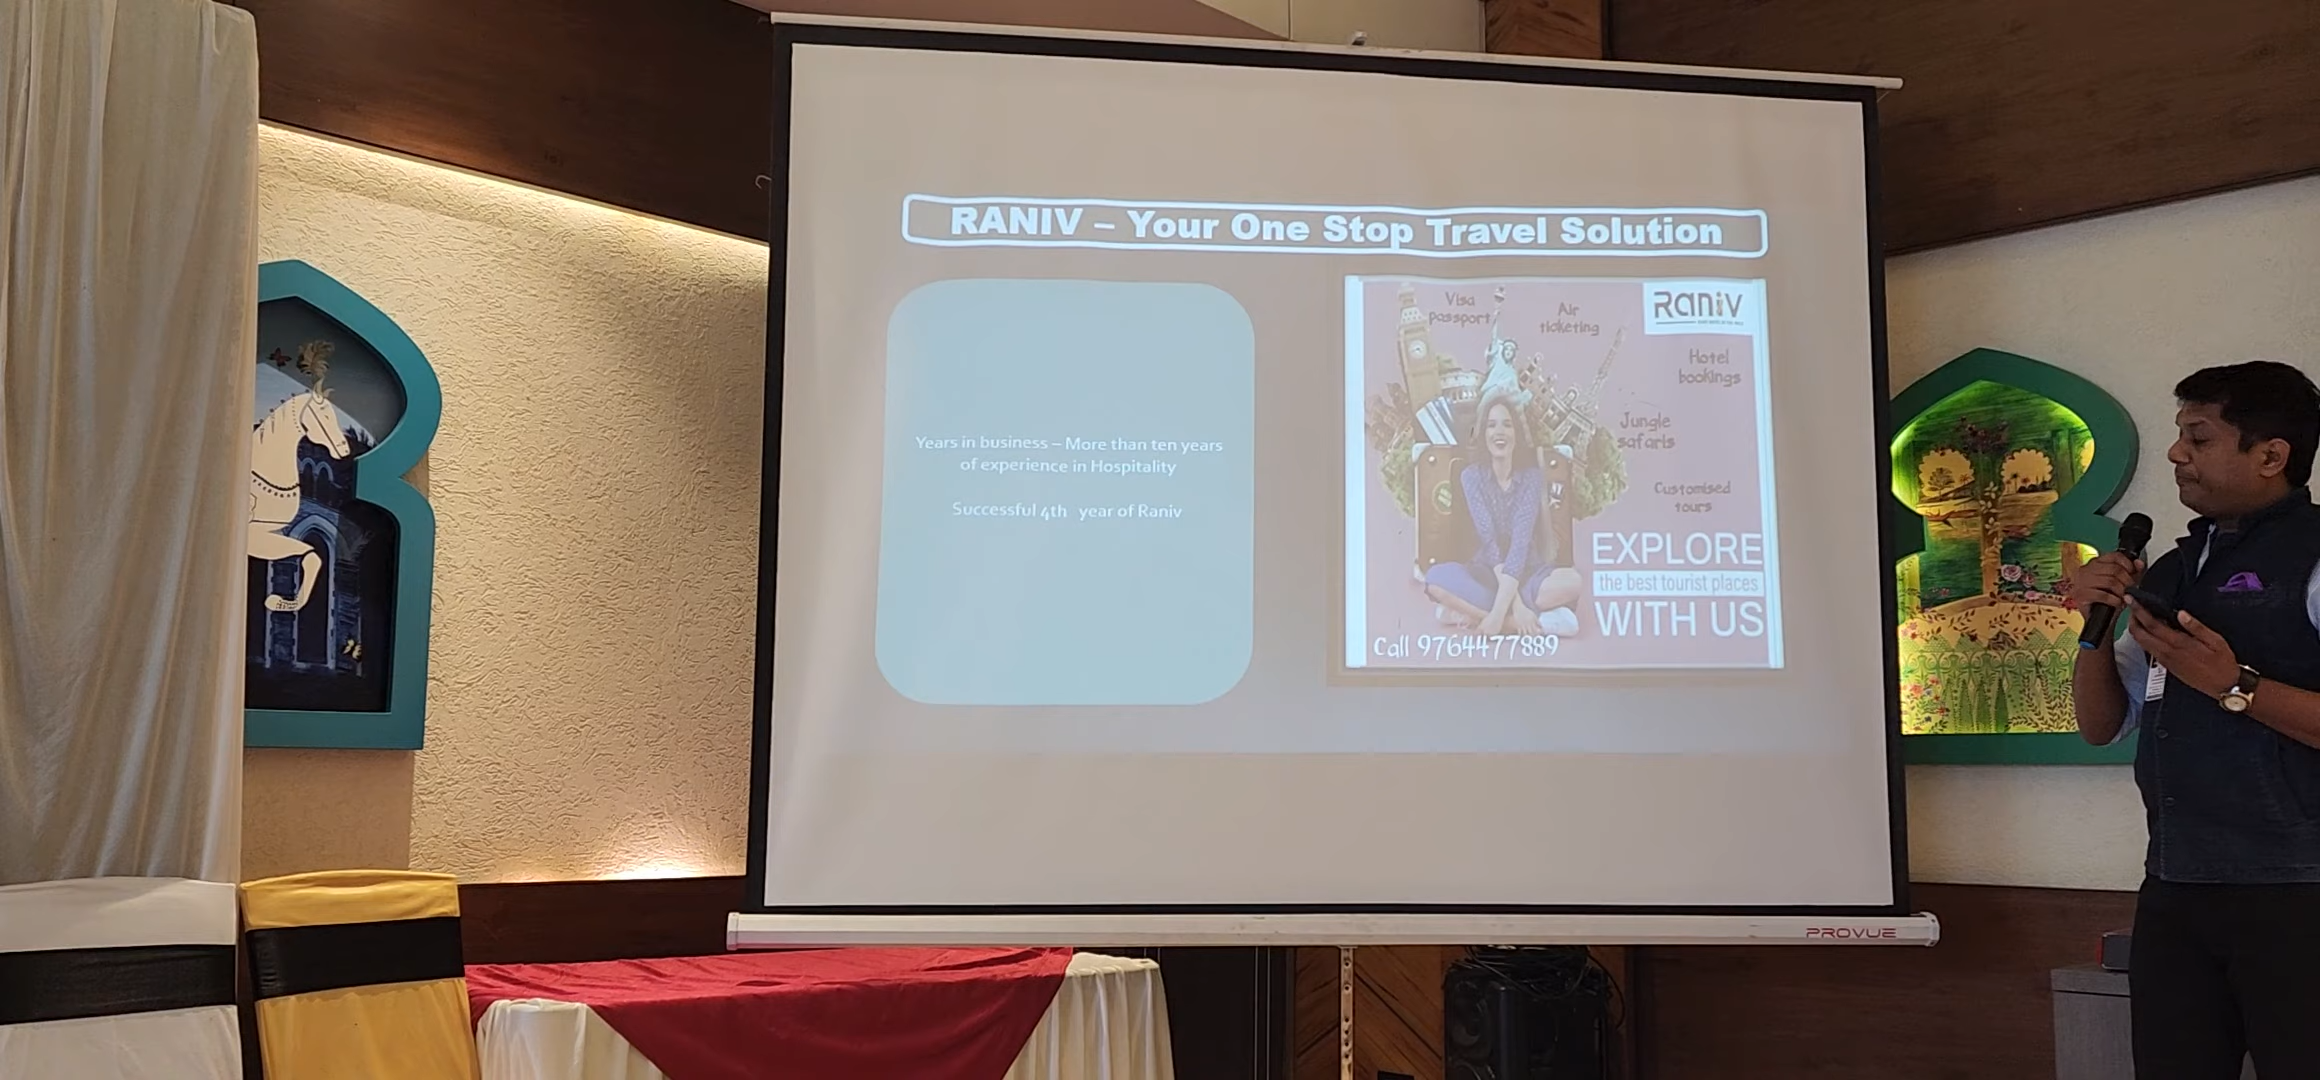 RANIV – Your One Stop Travel Solution
Years in business – More than ten years
of experience in Hospitality
Successful 4th year of Raniv
Visa
passport
Air
ticketing
RANIV
Hotel
bookings
Jungle
safaris
Customised
tours
EXPLORE
the best tourist places
WITH US
Call 9764477889
PROVUE